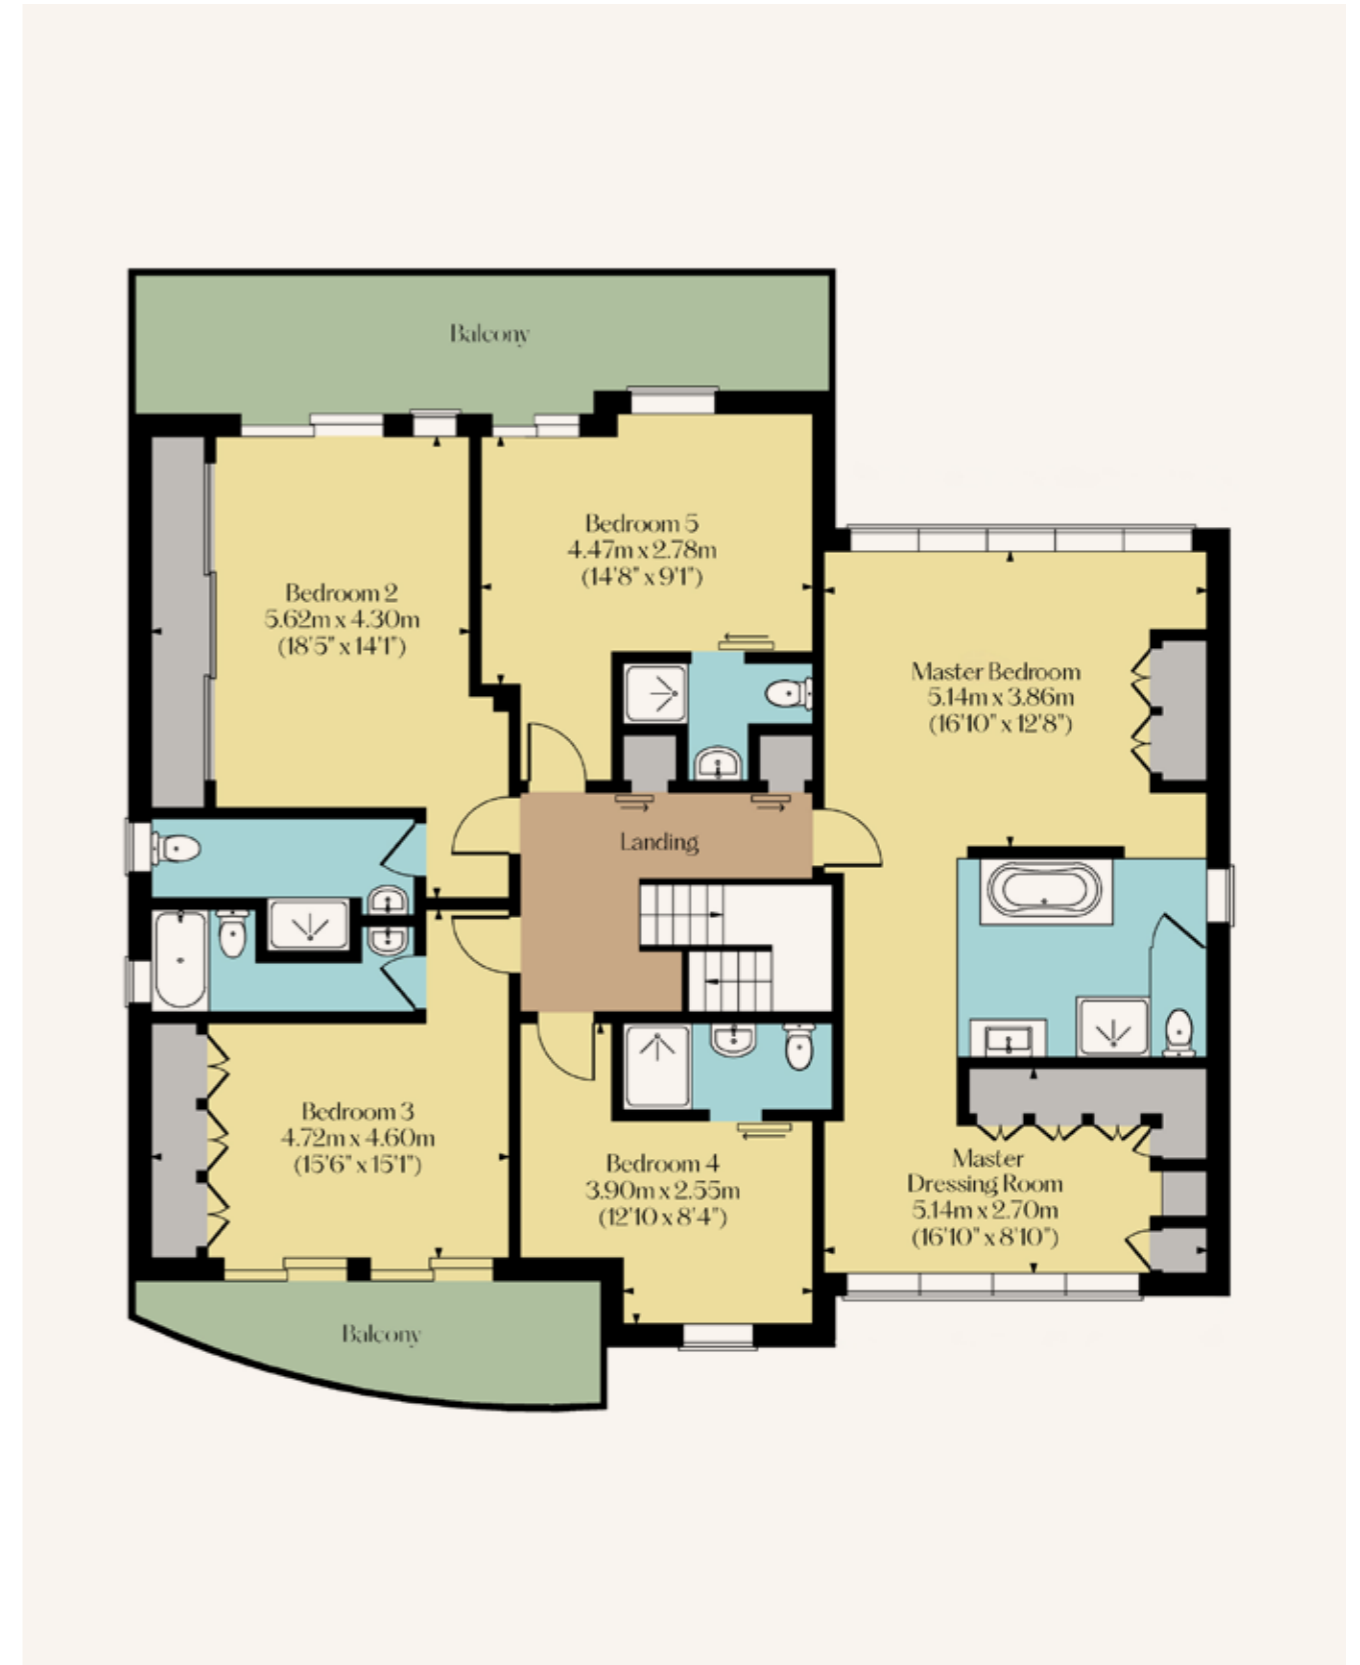 Balcony
Bedroom 5
4.47m x 2.78m
(14'8" x 9'1")
Bedroom 2
5.62m x 4.30m
(18'5" x 14'1")
Master Bedroom
5.14m x 3.86m
(16'10" x 12'8")
Landing
Bedroom 3
4.72m x 4.60m
(15'6" x 15'1")
Bedroom 4
3.90m x 2.55m
(12'10 x 8'4")
Master
Dressing Room
5.14m x 2.70m
(16'10" x 8'10")
Balcony